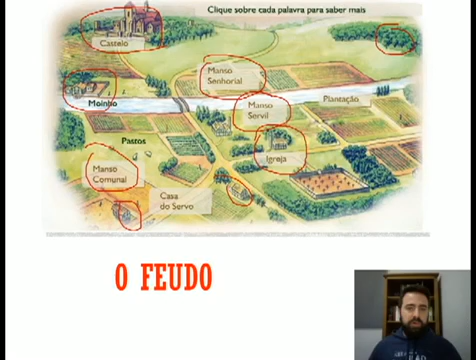 Clique sobre cada palavra para saber mais
Castelo
Manso
Senhorial
Moinho
Manso
Servil
Plantação
Pastos
Igreja
Manso
Comunal
Casa
do Servo
O FEUDO